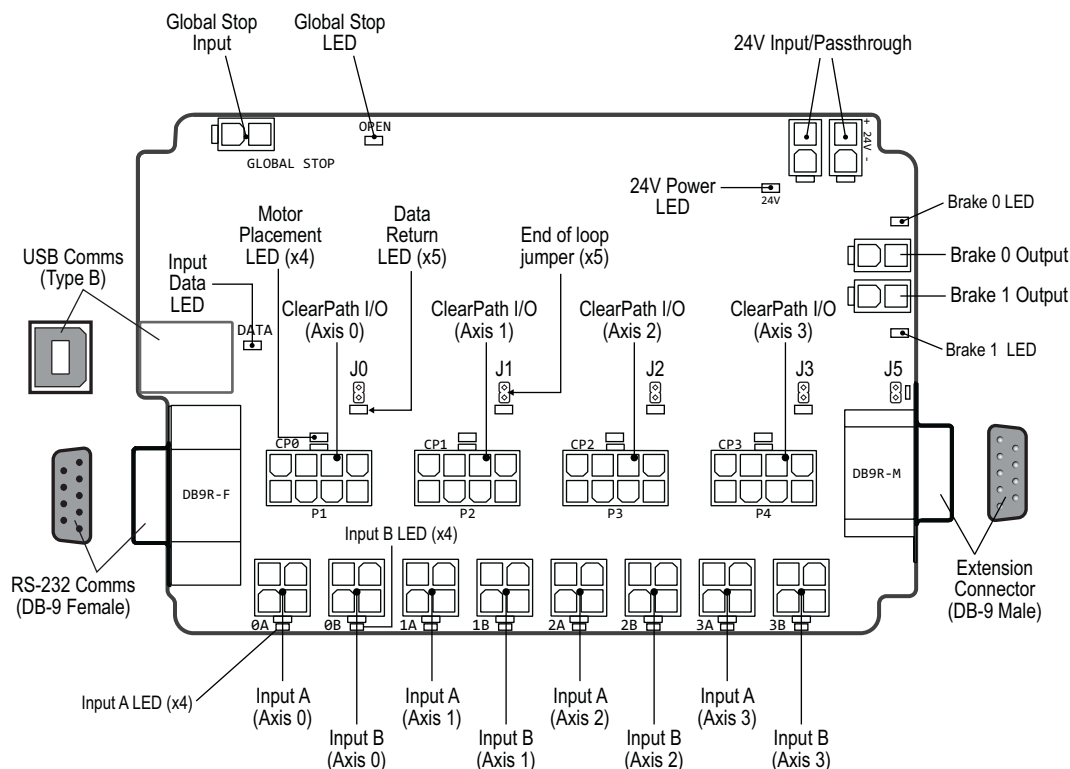 Global Stop
Input
Global Stop
LED
24V Input/Passthrough
OPEN
GLOBAL STOP
+ 24V -
24V Power
LED
24V
Brake 0 LED
Motor
Placement
LED (x4)
Data
Return
LED (x5)
End of loop
jumper (x5)
USB Comms
(Type B)
Input
Data
LED
Brake 0 Output
Brake 1 Output
ClearPath I/O
(Axis 0)
ClearPath I/O
(Axis 1)
ClearPath I/O
(Axis 2)
ClearPath I/O
(Axis 3)
DATA
Brake 1 LED
J0
J1
J2
J3
J5
CP0
CP1
CP2
CP3
DB9R-F
DB9R-M
P1
P2
P3
P4
Input B LED (x4)
RS-232 Comms
(DB-9 Female)
Extension
Connector
(DB-9 Male)
0A
0B
1A
1B
2A
2B
3A
3B
Input A LED (x4)
Input A
(Axis 0)
Input A
(Axis 1)
Input A
(Axis 2)
Input A
(Axis 3)
Input B
(Axis 0)
Input B
(Axis 1)
Input B
(Axis 2)
Input B
(Axis 3)